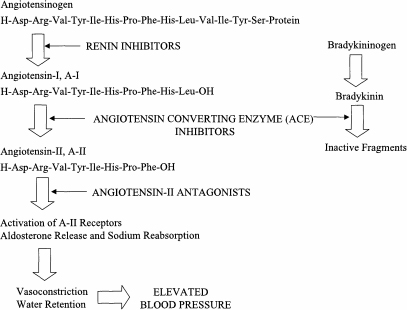 Angiotensinogen
H-Asp-Arg-Val-Tyr-Ile-His-Pro-Phe-His-Leu-Val-Ile-Tyr-Ser-Protein
RENIN INHIBITORS
Bradykininogen
Angiotensin-I, A-I
H-Asp-Arg-Val-Tyr-Ile-His-Pro-Phe-His-Leu-OH
Bradykinin
ANGIOTENSIN CONVERTING ENZYME (ACE)
INHIBITORS
Inactive Fragments
Angiotensin-II, A-II
H-Asp-Arg-Val-Tyr-Ile-His-Pro-Phe-OH
ANGIOTENSIN-II ANTAGONISTS
Activation of A-II Receptors
Aldosterone Release and Sodium Reabsorption
Vasoconstriction
Water Retention
ELEVATED
BLOOD PRESSURE